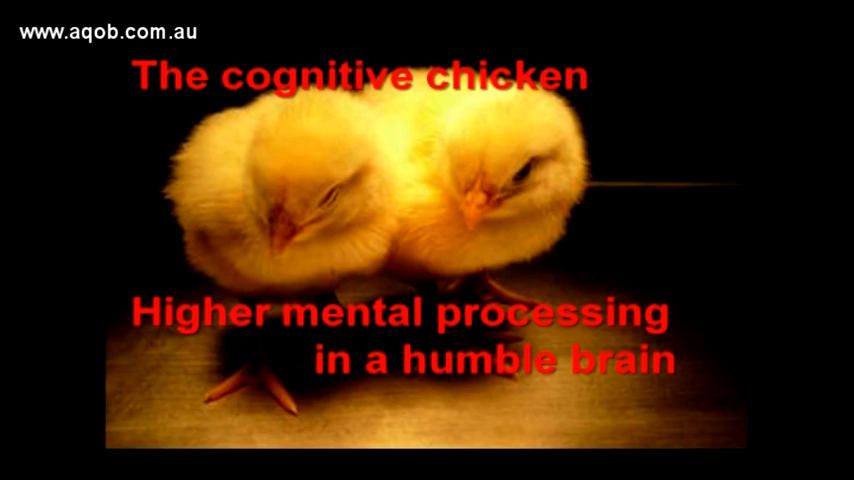 www.aqob.com.au
The cognitive chicken
Higher mental processing
in a humble brain